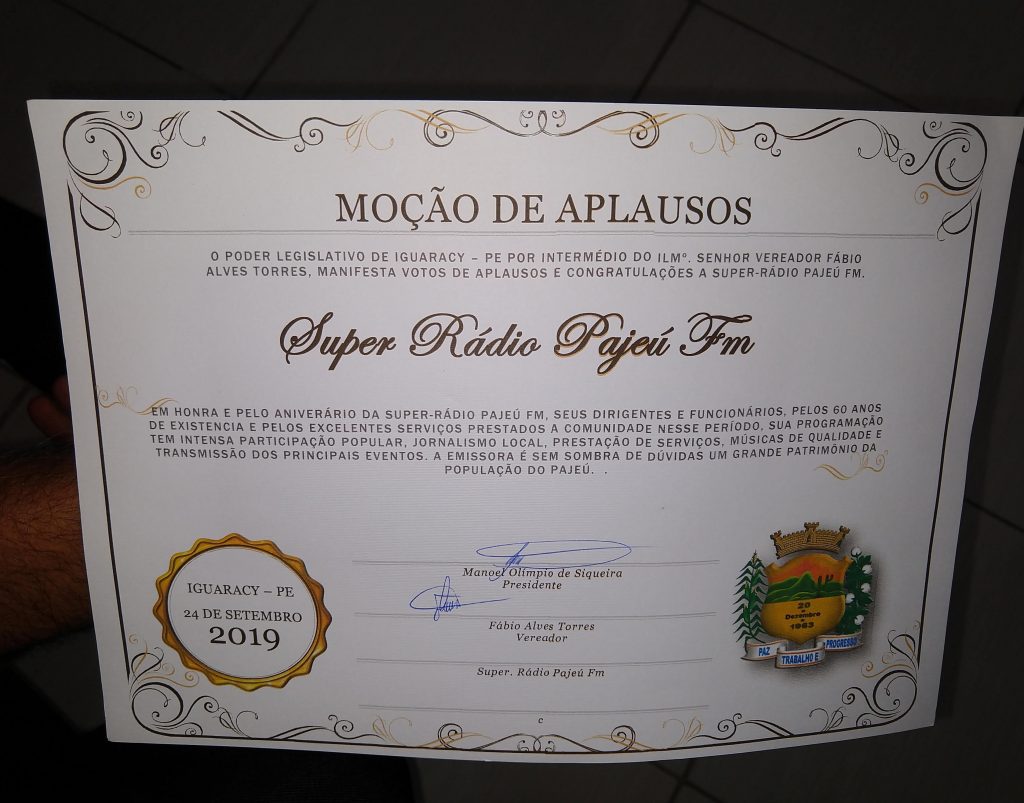 MOÇÃO DE APLAUSOS
O PODER LEGISLATIVO DE IGUARACY – PE POR INTERMÉDIO DO ILMº. SENHOR VEREADOR FÁBIO
ALVES TORRES, MANIFESTA VOTOS DE APLAUSOS E CONGRATULAÇÕES A SUPER-RÁDIO PAJEÚ FM.
Super Rádio Pajeú Fm
EM HONRA E PELO ANIVERÁRIO DA SUPER-RÁDIO PAJEÚ FM, SEUS DIRIGENTES E FUNCIONÁRIOS, PELOS 60 ANOS
DE EXISTENCIA E PELOS EXCELENTES SERVIÇOS PRESTADOS A COMUNIDADE NESSE PERÍODO, SUA PROGRAMAÇÃO
TEM INTENSA PARTICIPAÇÃO POPULAR, JORNALISMO LOCAL, PRESTAÇÃO DE SERVIÇOS, MÚSICAS DE QUALIDADE E
TRANSMISSÃO DOS PRINCIPAIS EVENTOS. A EMISSORA É SEM SOMBRA DE DÚVIDAS UM GRANDE PATRIMÔNIO DA
POPULAÇÃO DO PAJEÚ. .
IGUARACY – PE
24 DE SETEMBRO
2019
Manoel Olímpio de Siqueira
Presidente
Fábio Alves Torres
Vereador
Super. Rádio Pajeú Fm
c
20
de
Dezembro
de
1963
PAZ
TRABALHO E
PROGRESSO